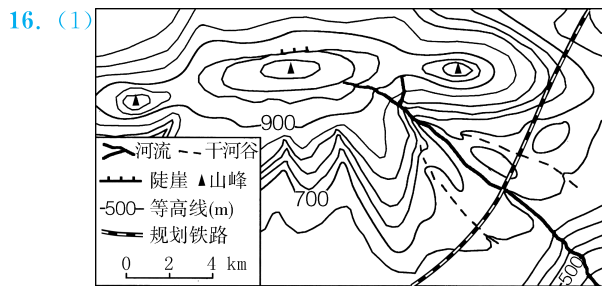 16. (1)
900
700
河流 干河谷
陡崖 ▲山峰
-500- 等高线(m)
规划铁路
0 2 4 km
500